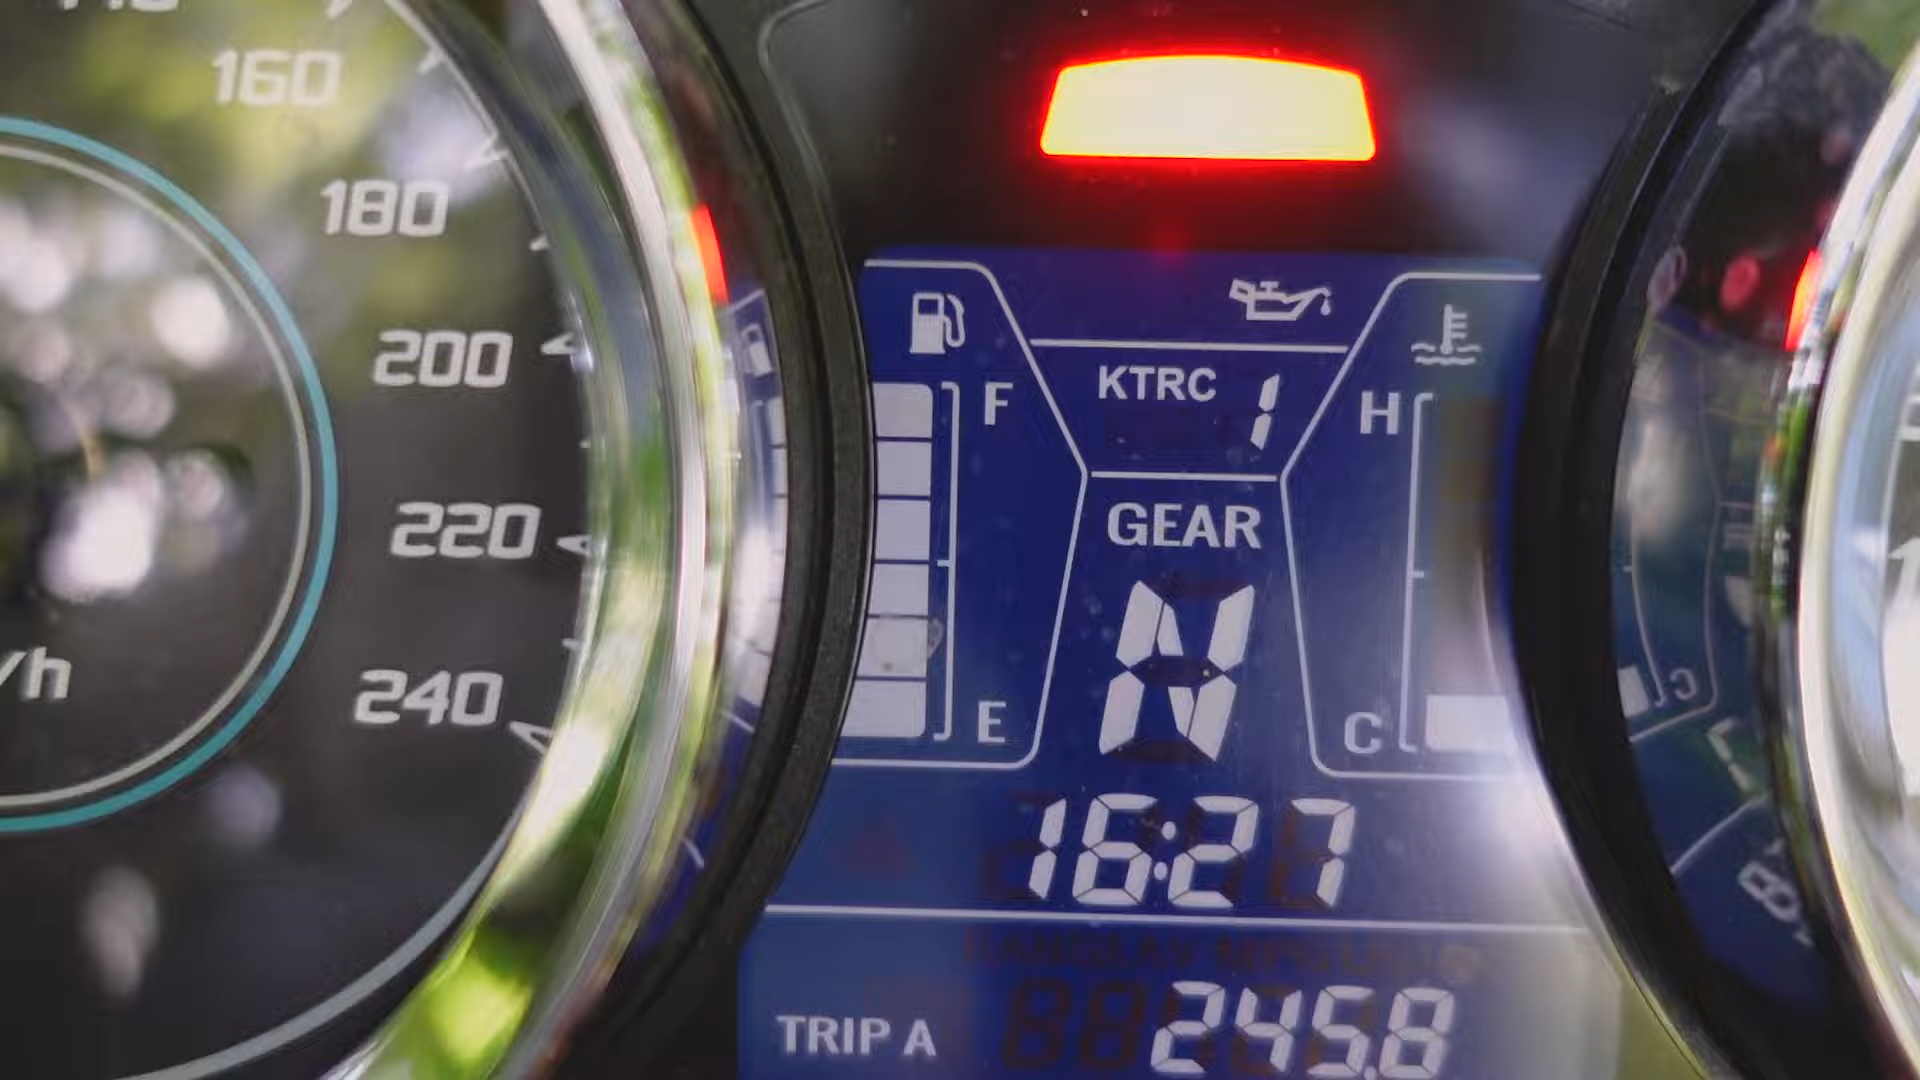 160
180
200
220
240
/h
F
E
KTRC 1
GEAR
N
H
C
16:27
TRIP A 245.8